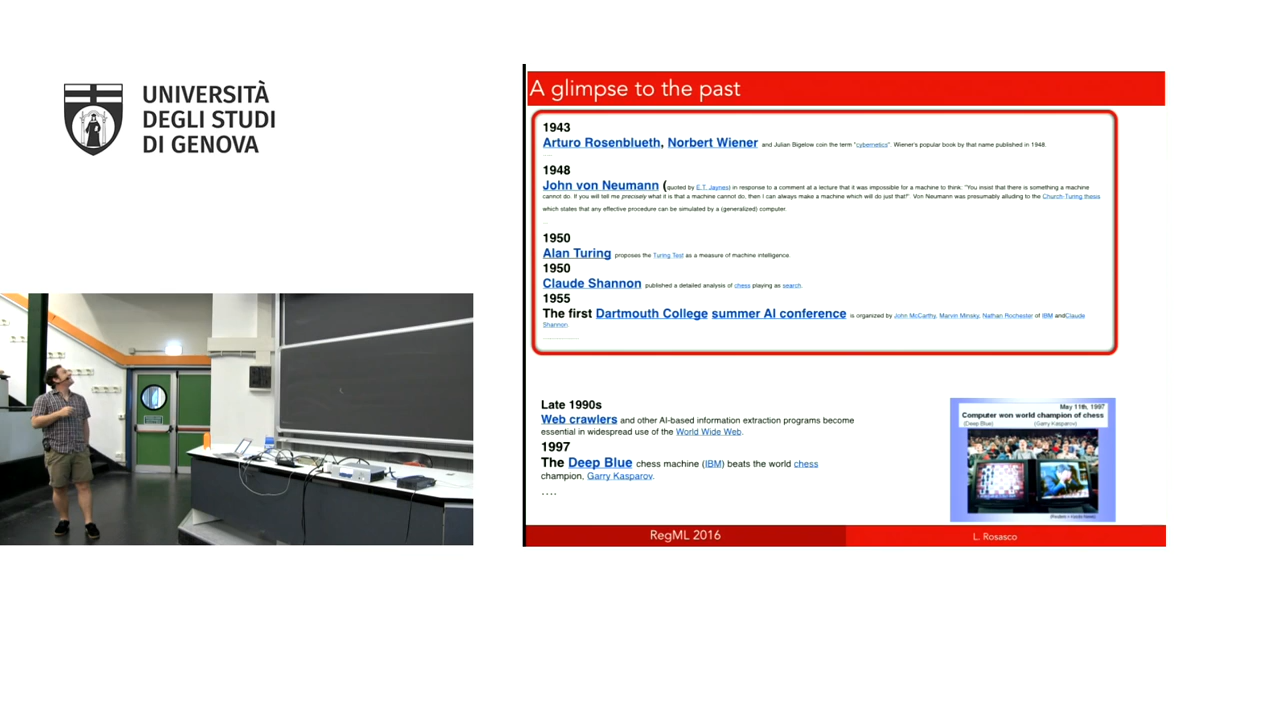 UNIVERSITÀ
DEGLI STUDI
DI GENOVA
A glimpse to the past
1943
Arturo Rosenblueth, Norbert Wiener and Julian Bigelow coin the term "cybernetics". Wiener's popular book by that name published in 1948.
1948
John von Neumann (quoted by E.T. Jaynes) in response to a comment at a lecture that it was impossible for a machine to think: "You insist that there is something a machine
cannot do. If you will tell me precisely what it is that a machine cannot do, then I can always make a machine which will do just that!" Von Neumann was presumably alluding to the Church-Turing thesis
which states that any effective procedure can be simulated by a (generalized) computer.
1950
Alan Turing proposes the Turing Test as a measure of machine intelligence.
1950
Claude Shannon published a detailed analysis of chess playing as search.
1955
The first Dartmouth College summer AI conference is organized by John McCarthy, Marvin Minsky, Nathan Rochester of IBM andClaude
Shannon.
Late 1990s
Web crawlers and other AI-based information extraction programs become
essential in widespread use of the World Wide Web.
1997
The Deep Blue chess machine (IBM) beats the world chess
champion, Garry Kasparov.
....
May 11th, 1997
Computer won world champion of chess
(Deep Blue) (Garry Kasparov)
RegML 2016
L. Rosasco